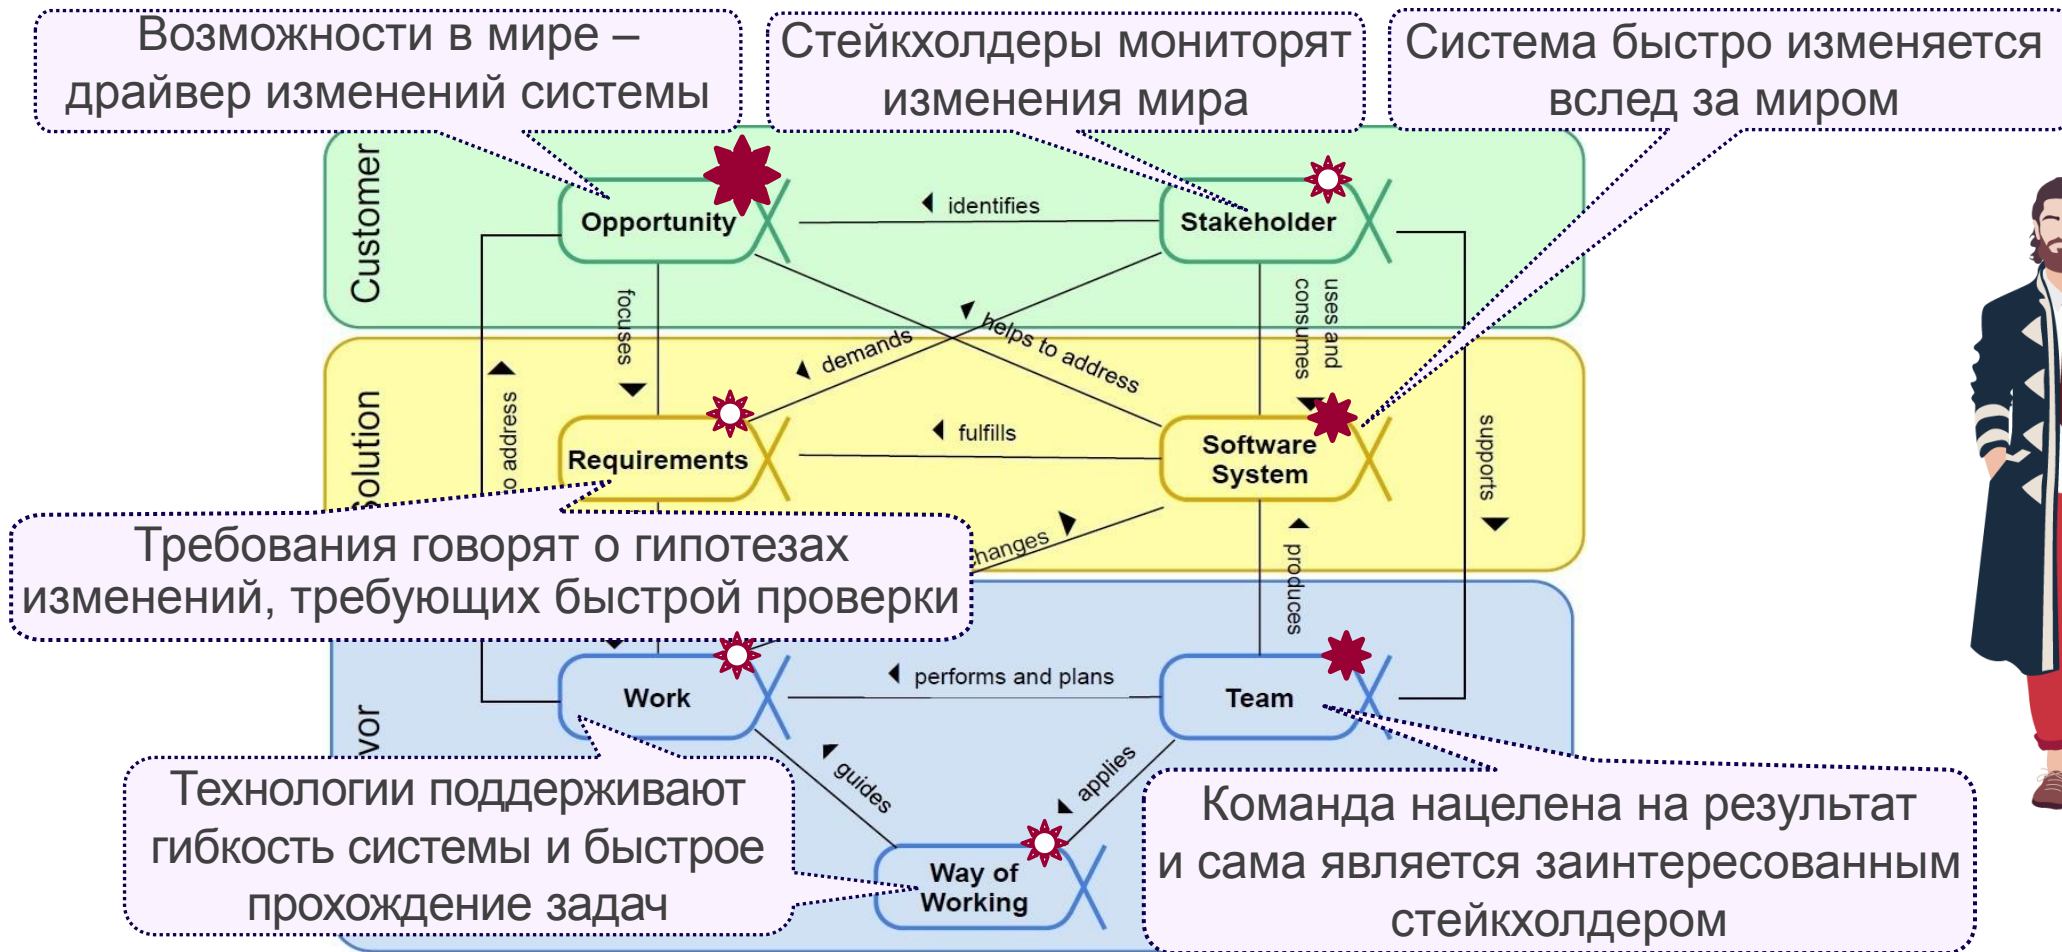 Возможности в мире –
драйвер изменений системы
Стейкхолдеры мониторят
изменения мира
Система быстро изменяется
вслед за миром
Customer
Opportunity
identifies
Stakeholder
focuses
demands
helps to address
uses and
consumes
supports
address
Requirements
fulfills
Software
System
Требования говорят о гипотезах
изменений, требующих быстрой проверки
produces
Work
performs and plans
Team
guides
applies
Технологии поддерживают
гибкость системы и быстрое
прохождение задач
Way of
Working
Команда нацелена на результат
и сама является заинтересованным
стейкхолдером